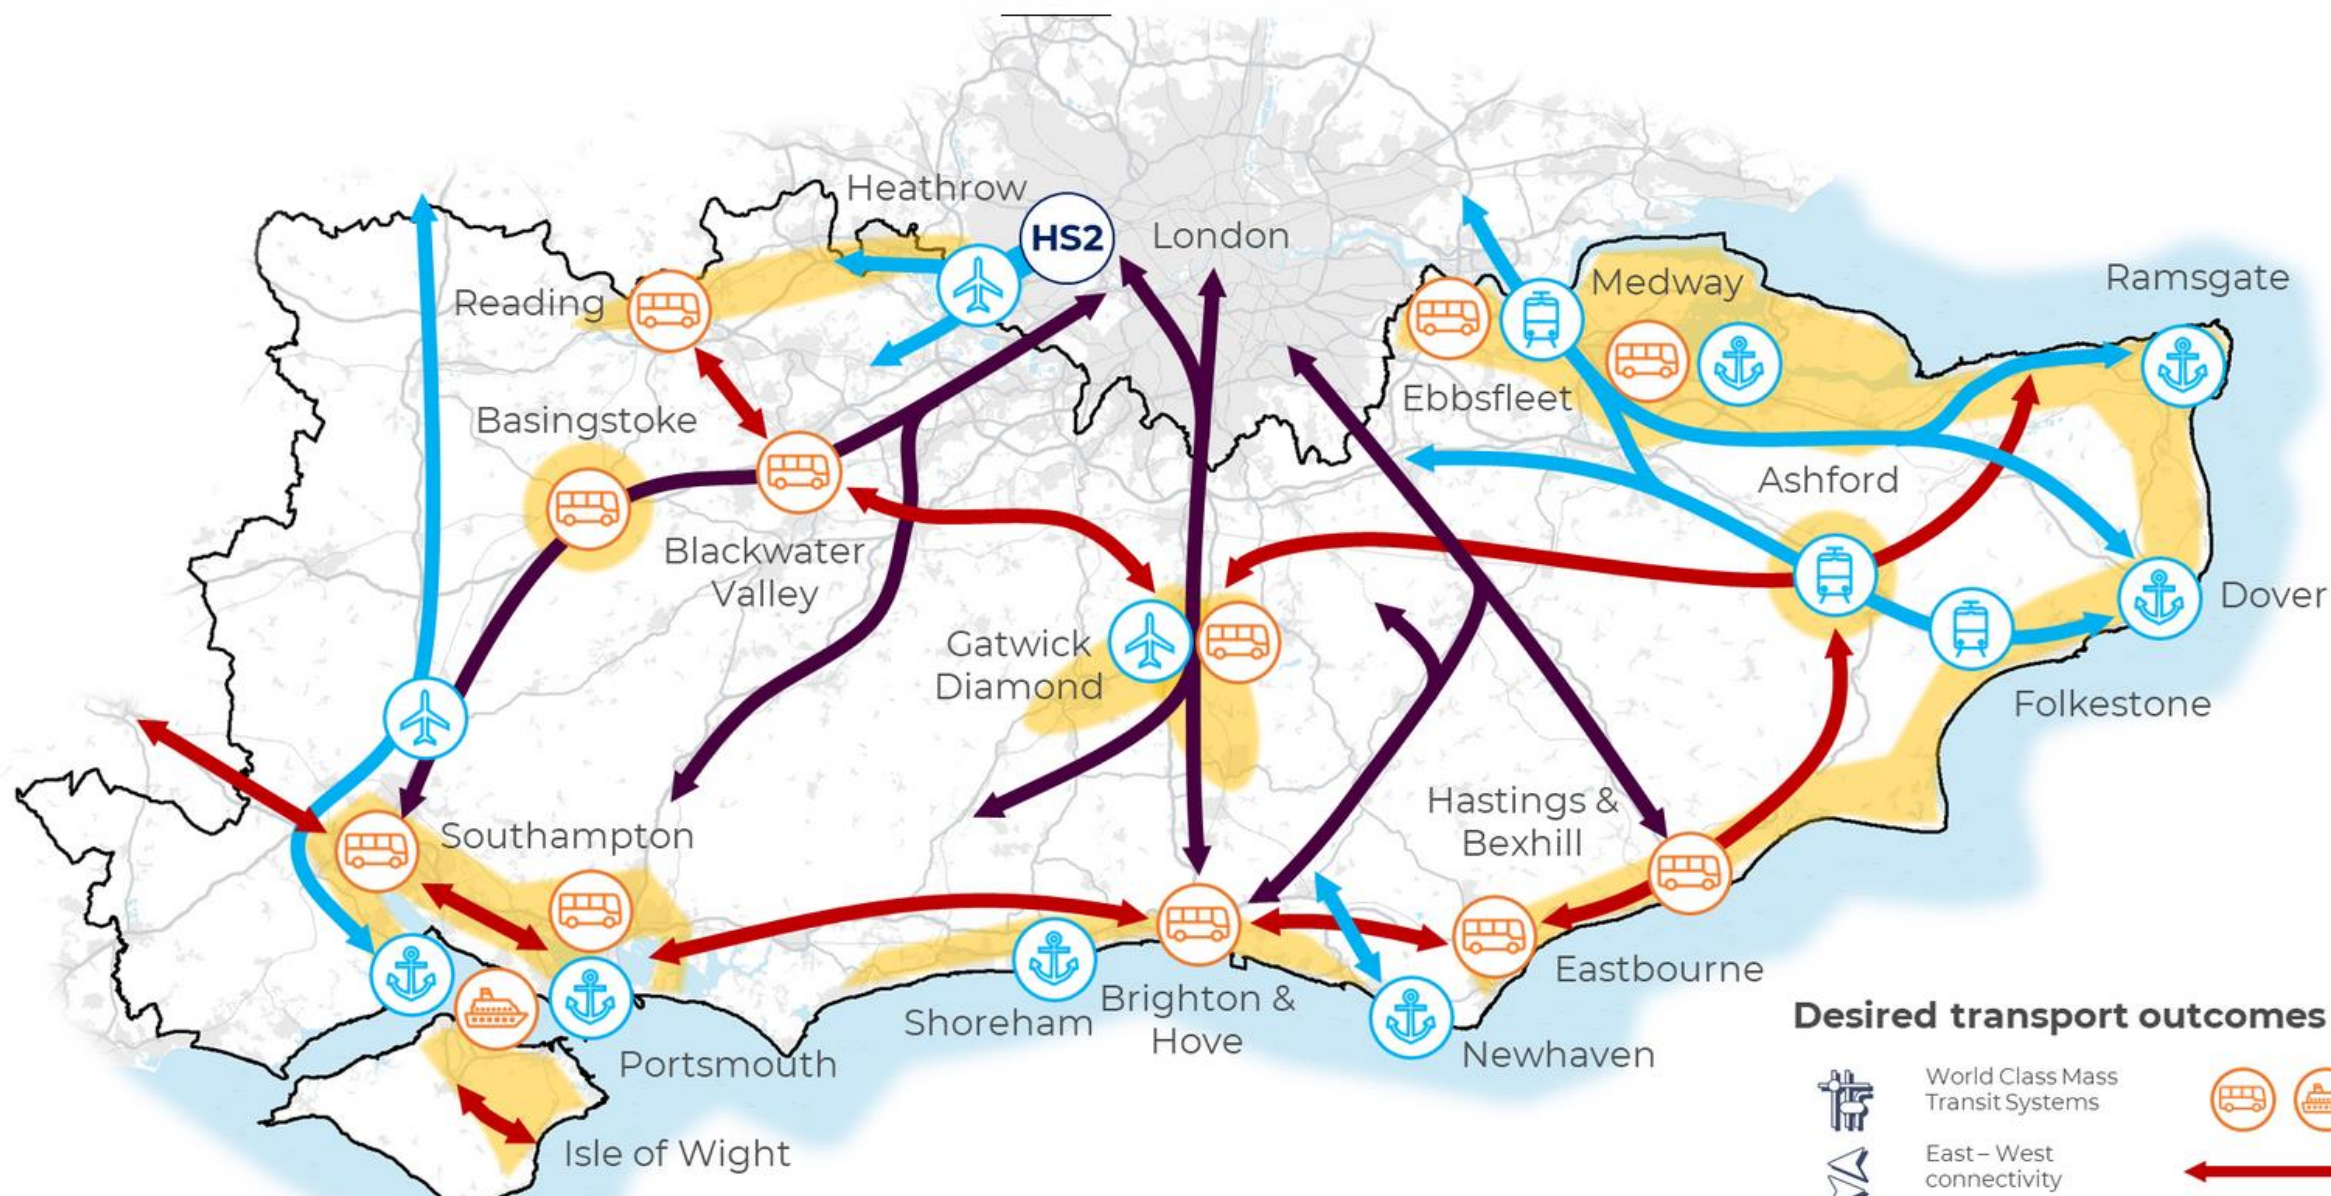 Heathrow
HS2
London
Medway
Ramsgate
Reading
Ebbsfleet
Basingstoke
Ashford
Blackwater
Valley
Dover
Gatwick
Diamond
Folkestone
Hastings &
Bexhill
Southampton
Eastbourne
Shoreham
Brighton &
Hove
Newhaven
Portsmouth
Isle of Wight
Desired transport outcomes
World Class Mass
Transit Systems
East – West
connectivity